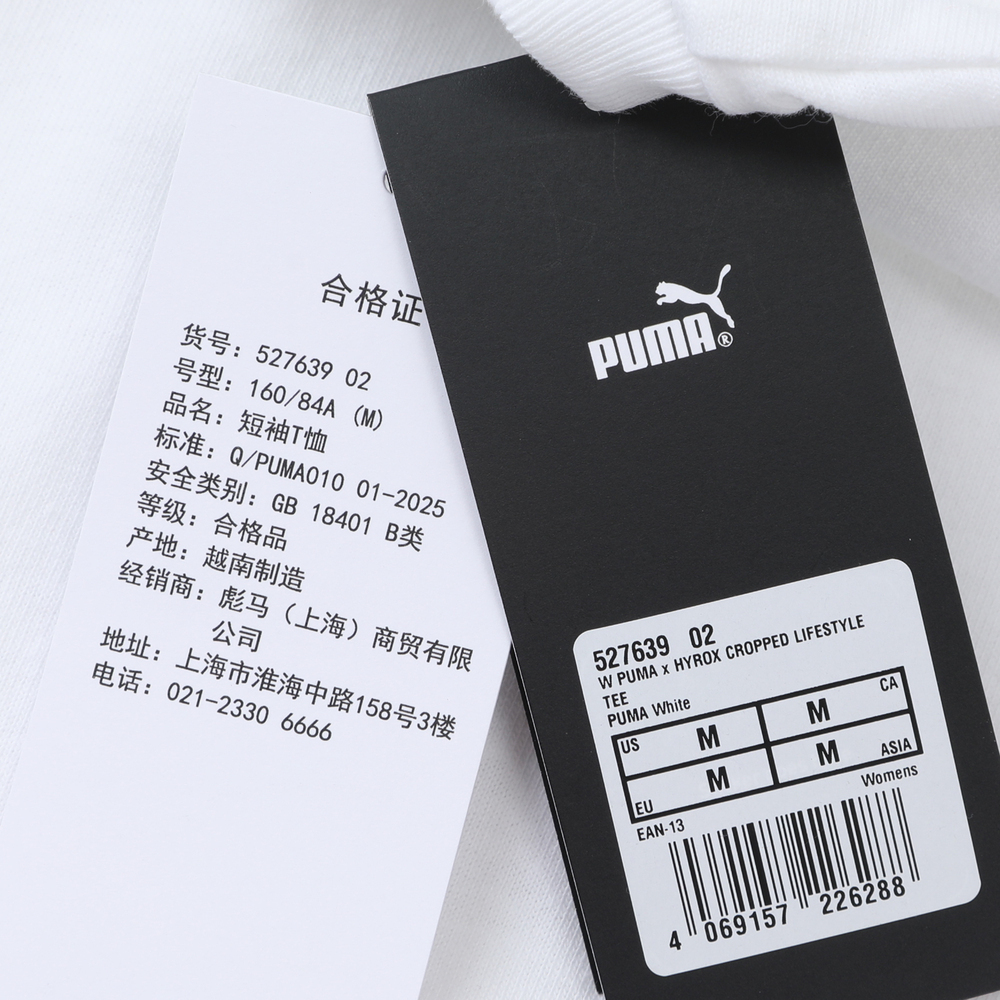 合格证
货号：527639 02
号型：160/84A (M)
品名：短袖T恤
标准：Q/PUMA010 01-2025
安全类别：GB 18401 B类
等级：合格品
产地：越南制造
经销商：彪马（上海）商贸有限
公司
地址：上海市淮海中路158号3楼
电话：021-2330 6666
PUMA®
527639 02
W PUMA x HYROX CROPPED LIFESTYLE
TEE
PUMA White
US M M CA
EU M M ASIA
Womens
EAN-13
4 069157 226288